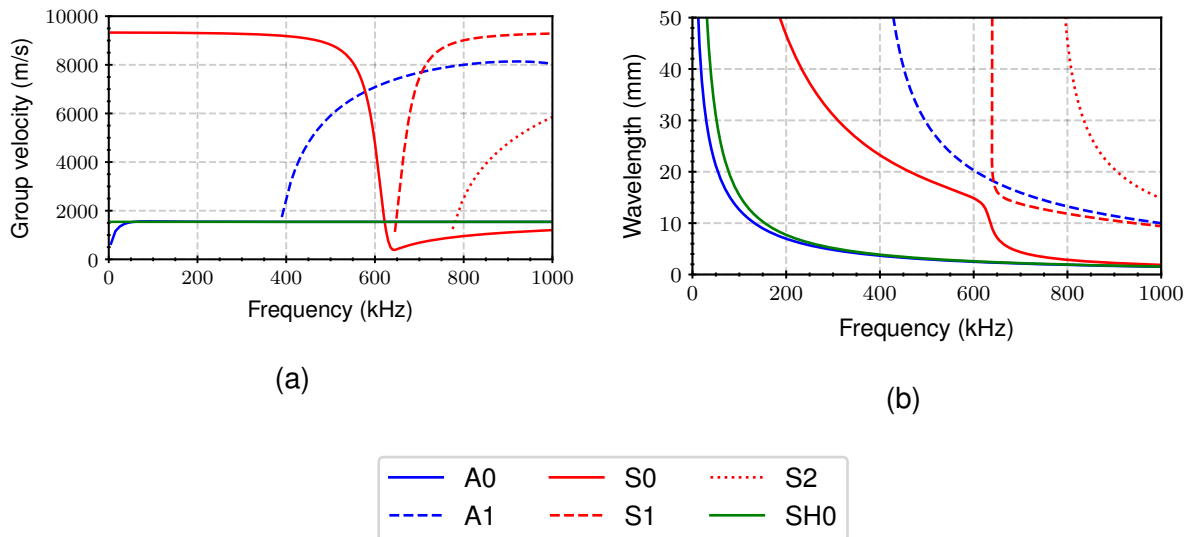 10000
8000
6000
4000
2000
0
Group velocity (m/s)
0 200 400 600 800 1000
Frequency (kHz)
(a)
50
40
30
20
10
0
Wavelength (mm)
0 200 400 600 800 1000
Frequency (kHz)
(b)
A0 S0 S2
A1 S1 SH0